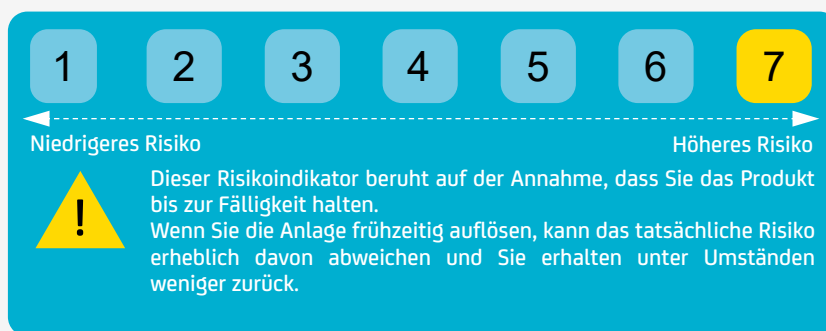 1 2 3 4 5 6 7
Niedrigeres Risiko Höheres Risiko
!
Dieser Risikoindikator beruht auf der Annahme, dass Sie das Produkt
bis zur Fälligkeit halten.
Wenn Sie die Anlage frühzeitig auflösen, kann das tatsächliche Risiko
erheblich davon abweichen und Sie erhalten unter Umständen
weniger zurück.